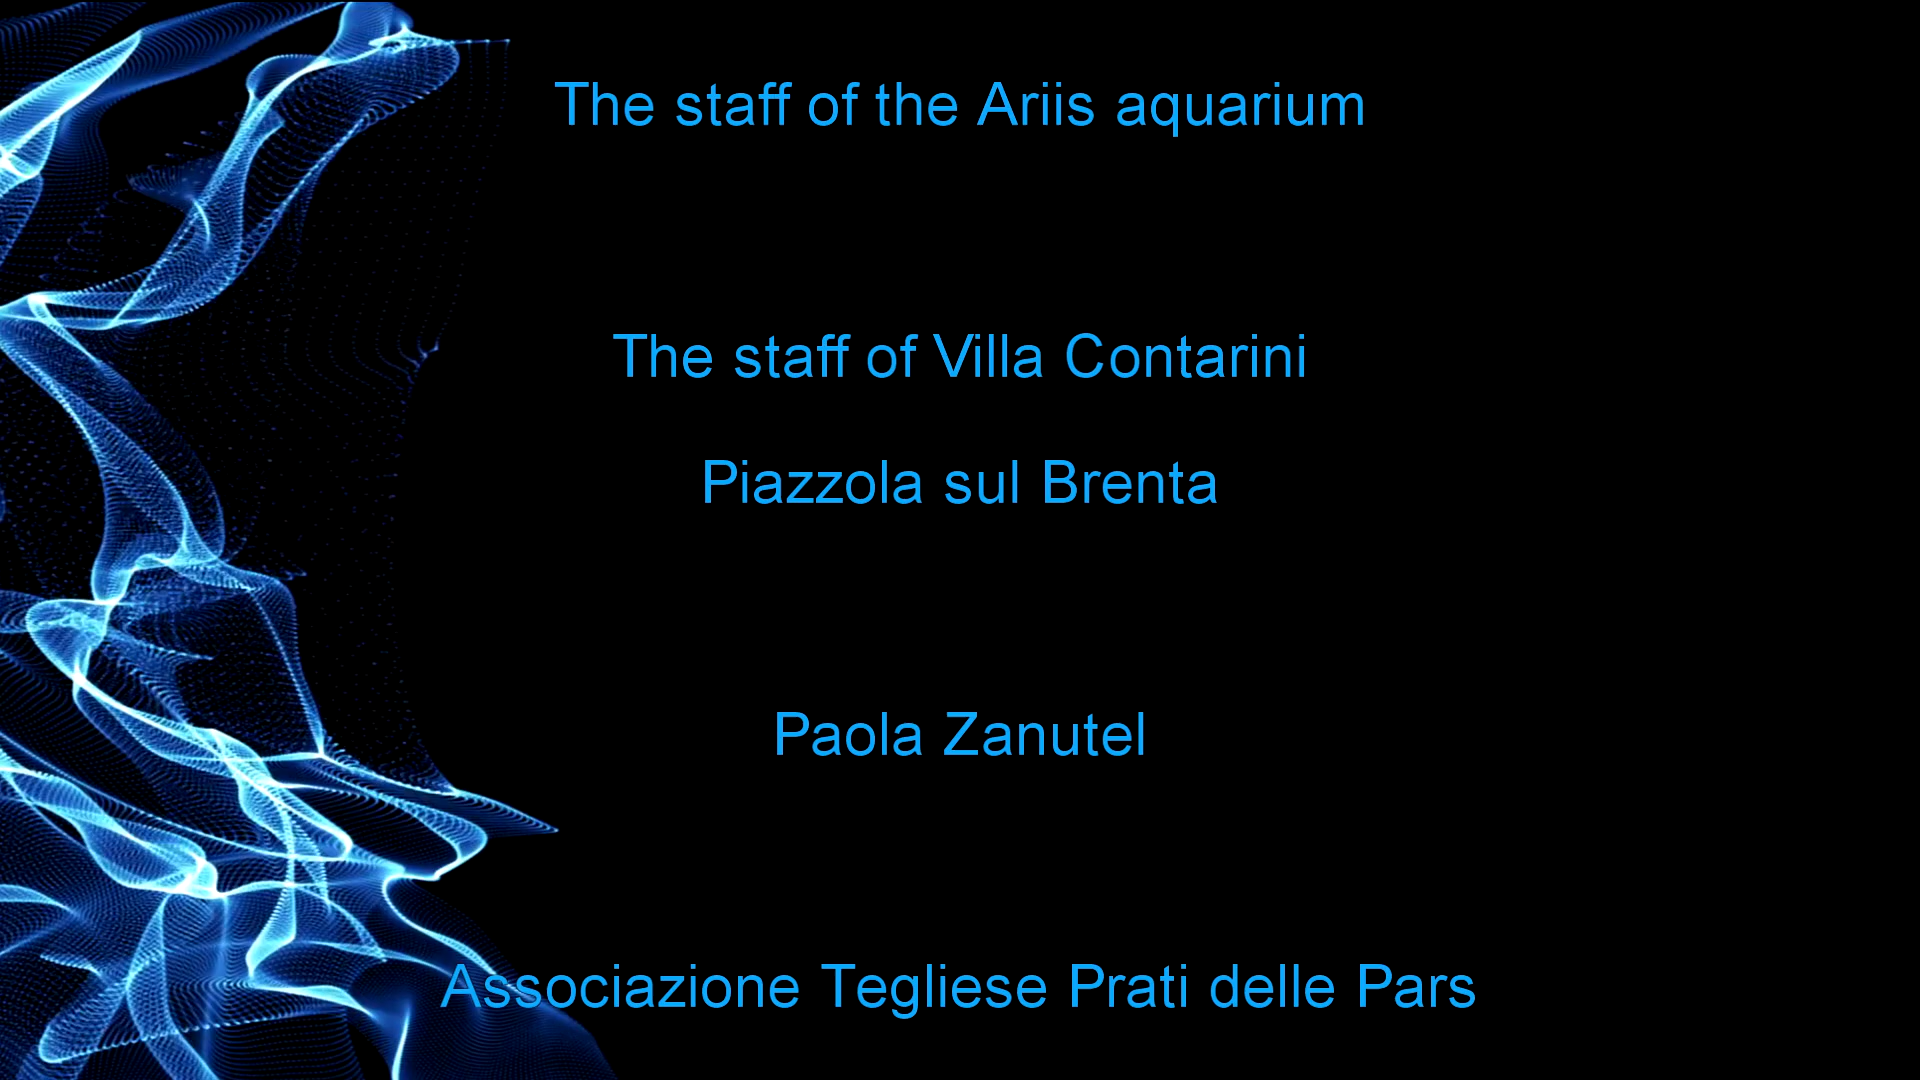 The staff of the Ariis aquarium
The staff of Villa Contarini
Piazzola sul Brenta
Paola Zanutel
Associazione Tegliese Prati delle Pars